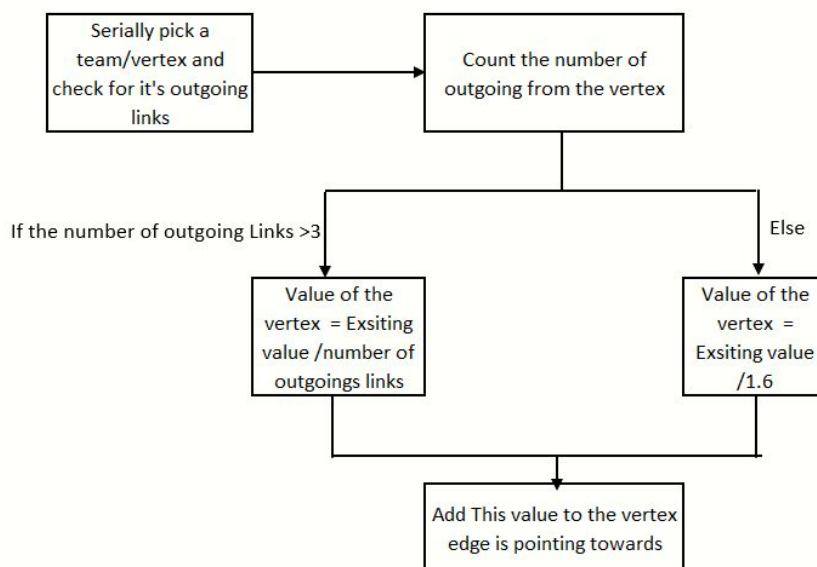 Serially pick a
team/vertex and
check for it's outgoing
links
Count the number of
outgoing from the vertex
If the number of outgoing Links >3
Else
Value of the
vertex  = Exsiting
value /number of
outgoings links
Value of the
vertex  =
Exsiting value
/1.6
Add This value to the vertex
edge is pointing towards